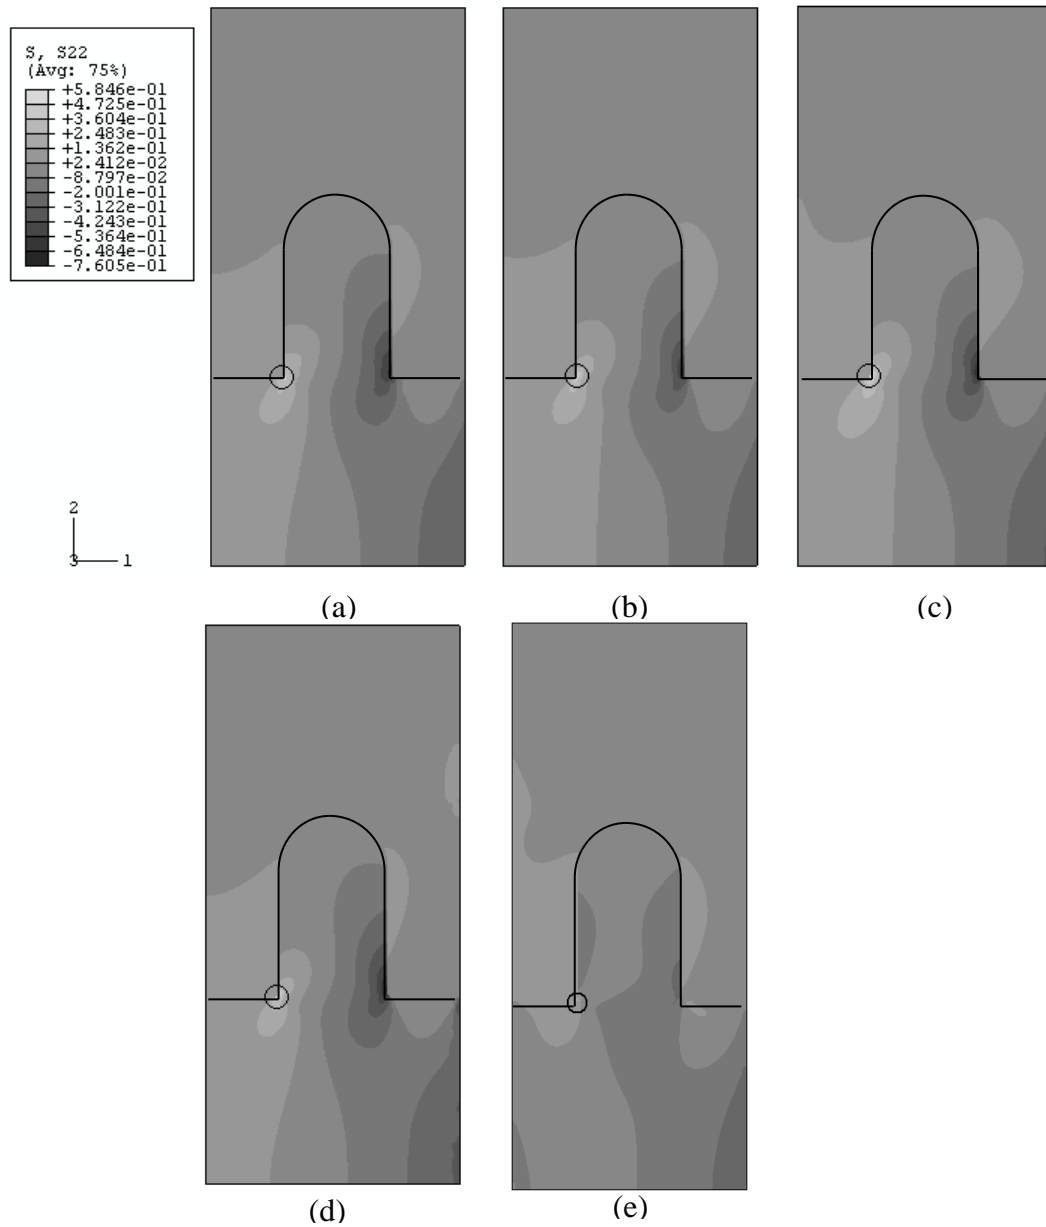 S, S22
(Avg: 75%)
+5.846e-01
+4.725e-01
+3.604e-01
+2.483e-01
+1.362e-01
+2.412e-02
-8.797e-02
-2.001e-01
-3.122e-01
-4.243e-01
-5.364e-01
-6.484e-01
-7.605e-01
2
3 1
(a) (b) (c)
(d) (e)